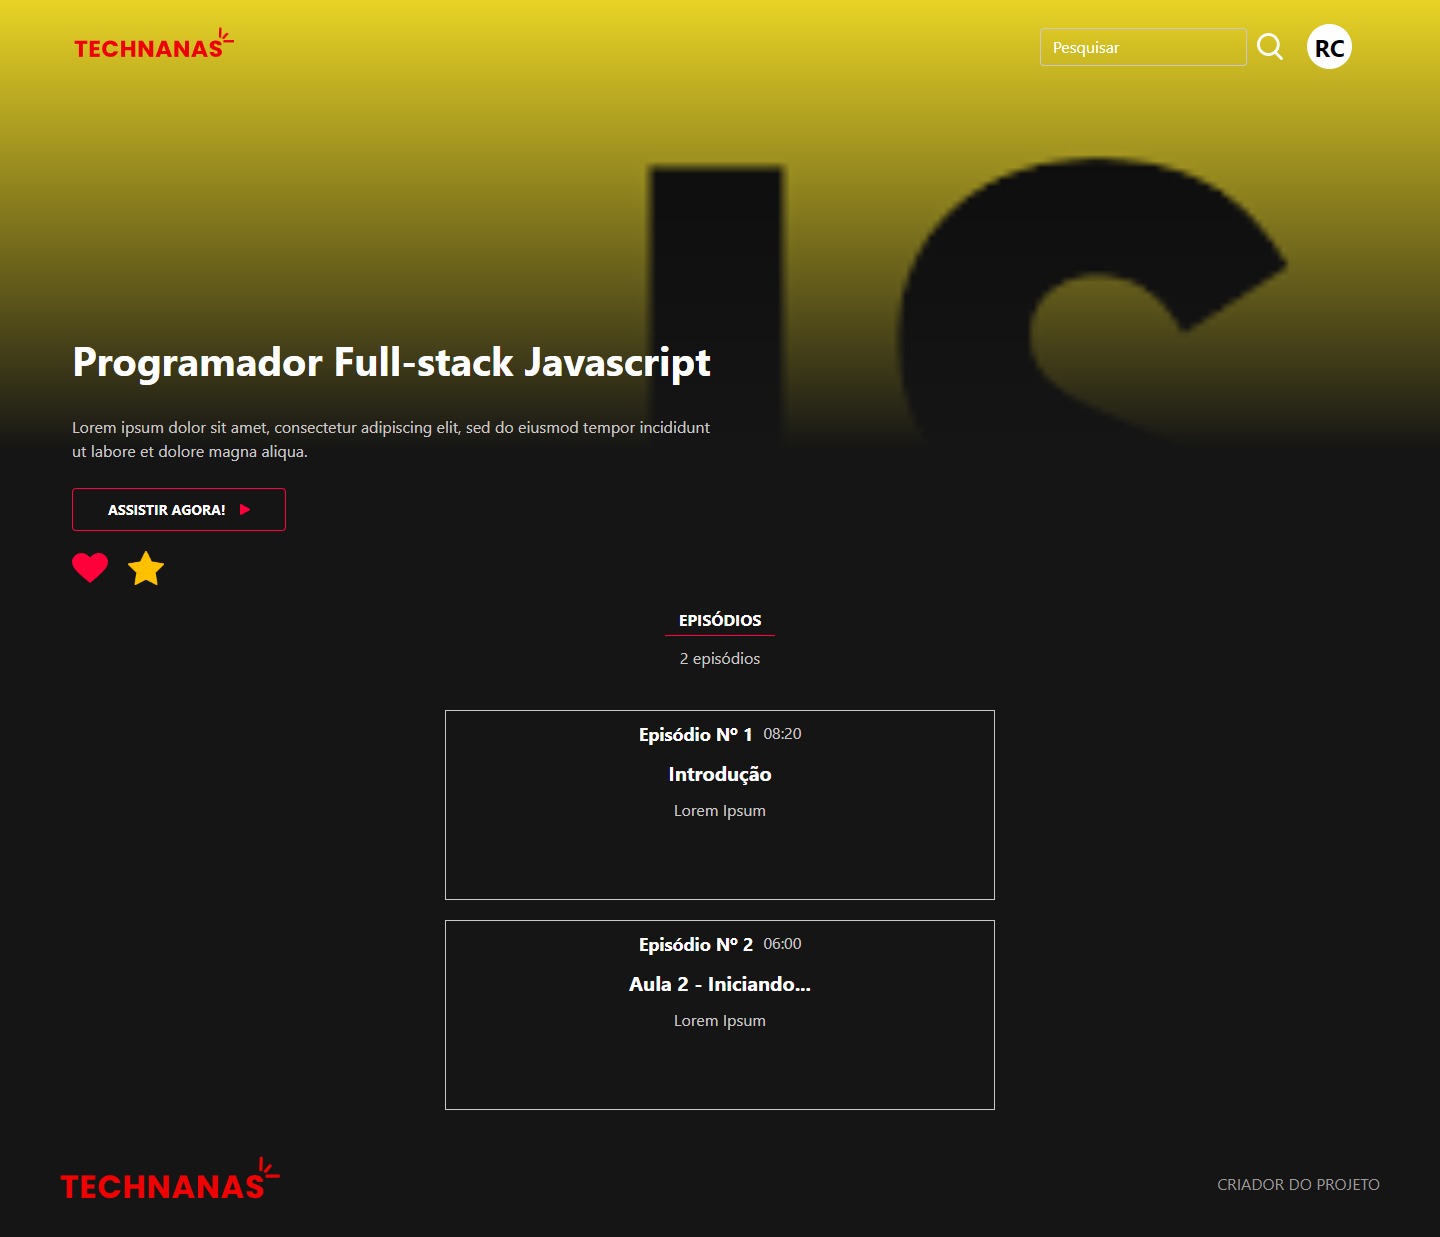 TECHNANAS
Pesquisar
RC
JS
Programador Full-stack Javascript
Lorem ipsum dolor sit amet, consectetur adipiscing elit, sed do eiusmod tempor incididunt
ut labore et dolore magna aliqua.
ASSISTIR AGORA!
EPISÓDIOS
2 episódios
Episódio Nº 1 08:20
Introdução
Lorem Ipsum
Episódio Nº 2 06:00
Aula 2 - Iniciando...
Lorem Ipsum
TECHNANAS
CRIADOR DO PROJETO